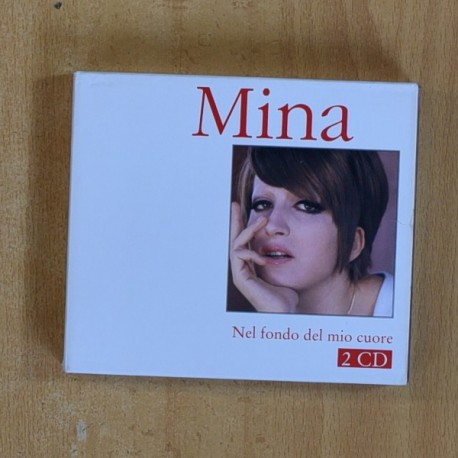 Mina
Nel fondo del mio cuore
2 CD